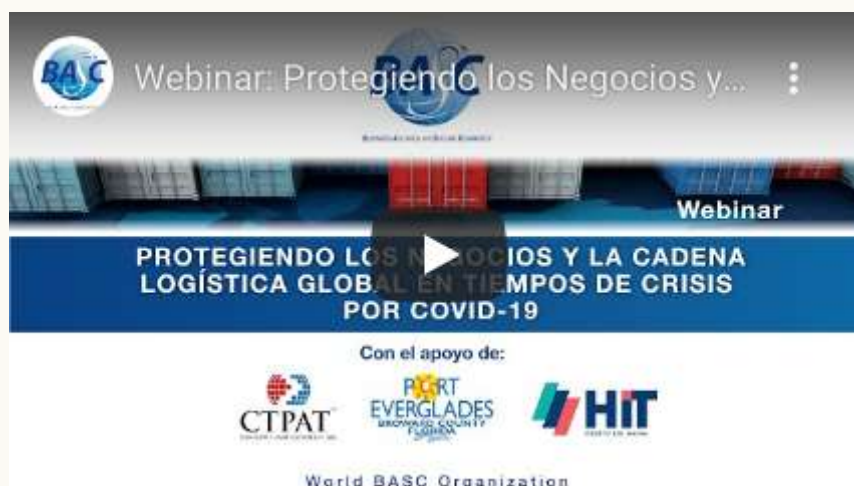 BASC
Webinar: Protegiendo los Negocios y...
BASC
Webinar
PROTEGIENDO LOS NEGOCIOS Y LA CADENA
LOGÍSTICA GLOBAL EN TIEMPOS DE CRISIS
POR COVID-19
Con el apoyo de:
CTPAT
PORT
EVERGLADES
BROWARD COUNTY
FLORIDA
HIT
World BASC Organization